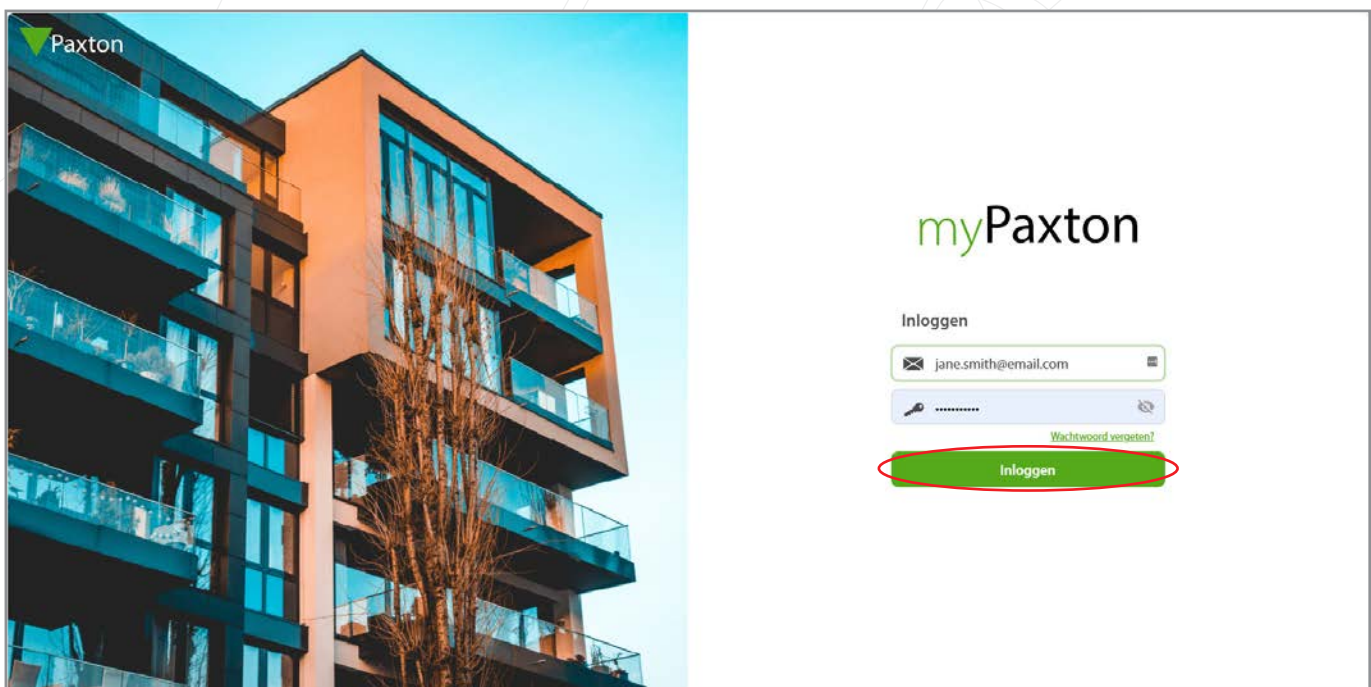 Paxton
myPaxton
Inloggen
jane.smith@email.com
•••••••••••
Wachtwoord vergeten?
Inloggen